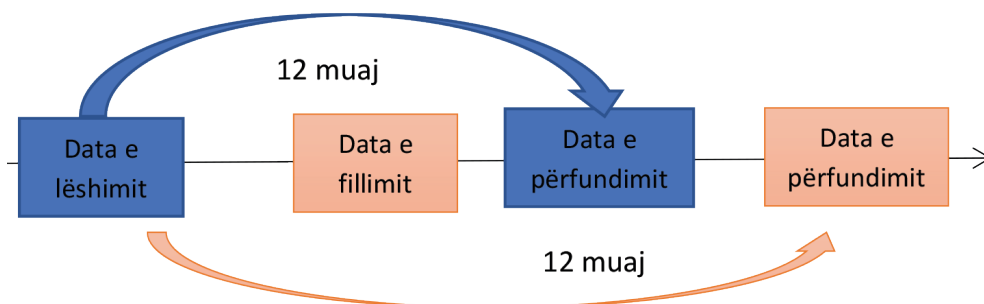 12 muaj
Data e
lëshimit
Data e
fillimit
Data e
përfundimit
Data e
përfundimit
12 muaj